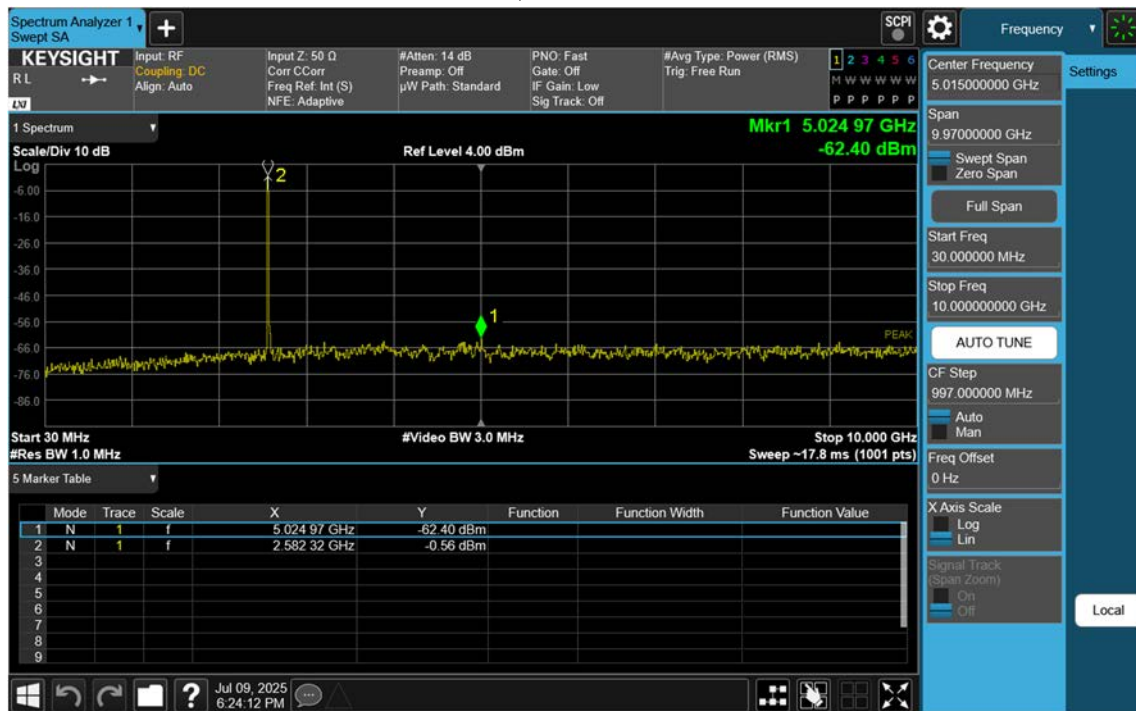 Spectrum Analyzer 1
Swept SA
+
SCPI
Frequency
KEYSIGHT
R L
LXI
Input: RF
Coupling: DC
Align: Auto
Input Z: 50 Ω
Corr CCorr
Freq Ref: Int (S)
NFE: Adaptive
#Atten: 14 dB
Preamp: Off
µW Path: Standard
PNO: Fast
Gate: Off
IF Gain: Low
Sig Track: Off
#Avg Type: Power (RMS)
Trig: Free Run
1 2 3 4 5 6
M W W W W W
P P P P P P
1 Spectrum
Scale/Div 10 dB
Ref Level 4.00 dBm
Mkr1 5.024 97 GHz
-62.40 dBm
Log
2
-6.00
-16.0
-26.0
-36.0
-46.0
-56.0
1
PEAK
-66.0
-76.0
-86.0
Start 30 MHz
#Video BW 3.0 MHz
Stop 10.000 GHz
#Res BW 1.0 MHz
Sweep ~17.8 ms (1001 pts)
5 Marker Table
Mode Trace Scale X Y Function Function Width Function Value
1 N 1 f 5.024 97 GHz -62.40 dBm
2 N 1 f 2.582 32 GHz -0.56 dBm
3
4
5
6
7
8
9
Center Frequency
5.015000000 GHz
Settings
Span
9.97000000 GHz
Swept Span
Zero Span
Full Span
Start Freq
30.000000 MHz
Stop Freq
10.000000000 GHz
AUTO TUNE
CF Step
997.000000 MHz
Auto
Man
Freq Offset
0 Hz
X Axis Scale
Log
Lin
Signal Track
(Span Zoom)
On
Off
Local
?
Jul 09, 2025
6:24:12 PM